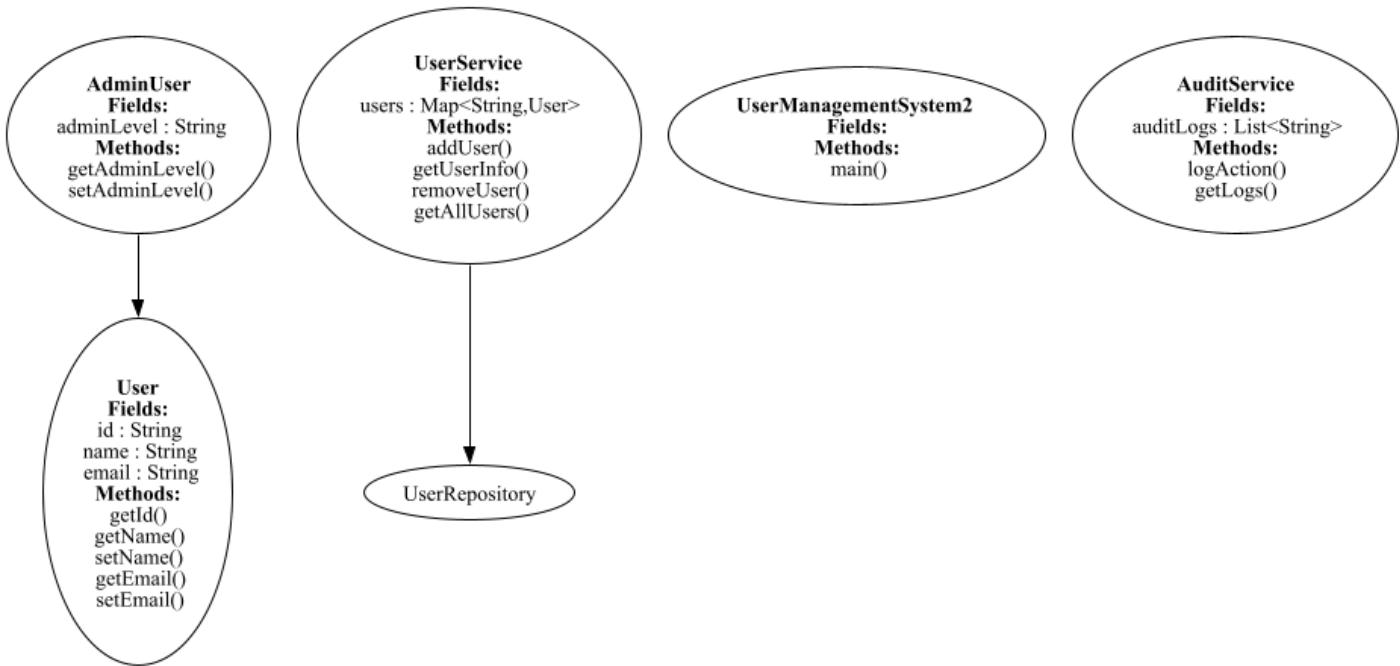 AdminUser
Fields:
adminLevel : String
Methods:
getAdminLevel()
setAdminLevel()
UserService
Fields:
users : Map<String,User>
Methods:
addUser()
getUserInfo()
removeUser()
getAllUsers()
UserManagementSystem2
Fields:
Methods:
main()
AuditService
Fields:
auditLogs : List<String>
Methods:
logAction()
getLogs()
User
Fields:
id : String
name : String
email : String
Methods:
getId()
getName()
setName()
getEmail()
setEmail()
UserRepository